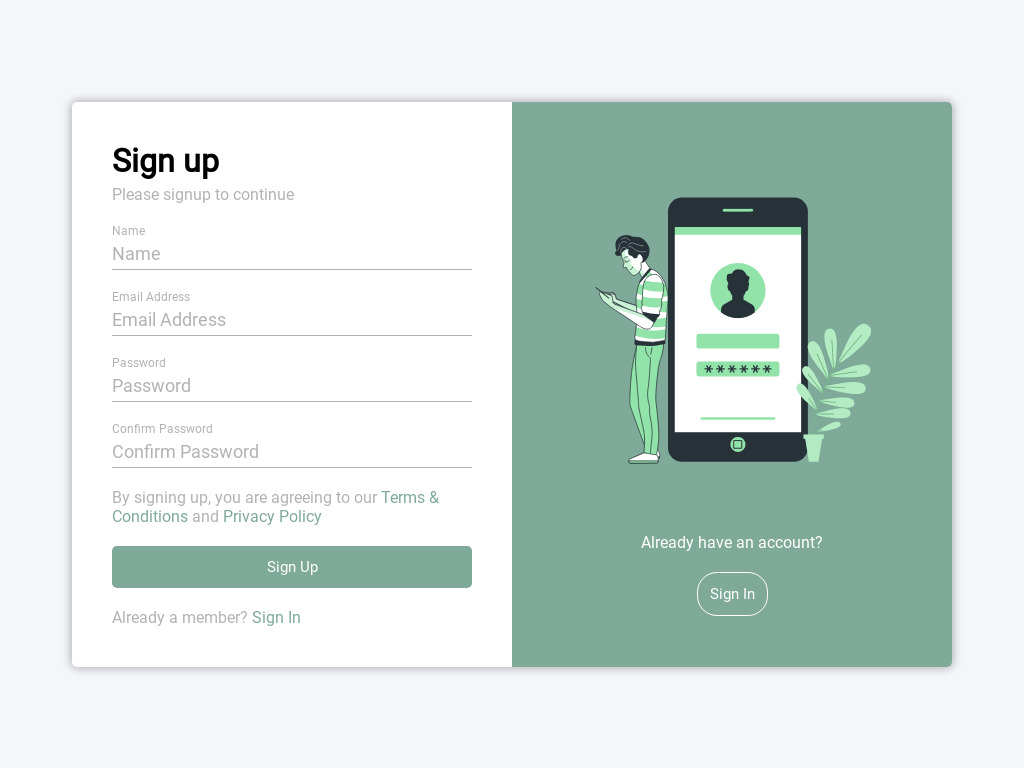 Sign up
Please signup to continue
Name
Name
Email Address
Email Address
Password
Password
Confirm Password
Confirm Password
By signing up, you are agreeing to our Terms &
Conditions and Privacy Policy
Sign Up
Already a member? Sign In
******
Already have an account?
Sign In